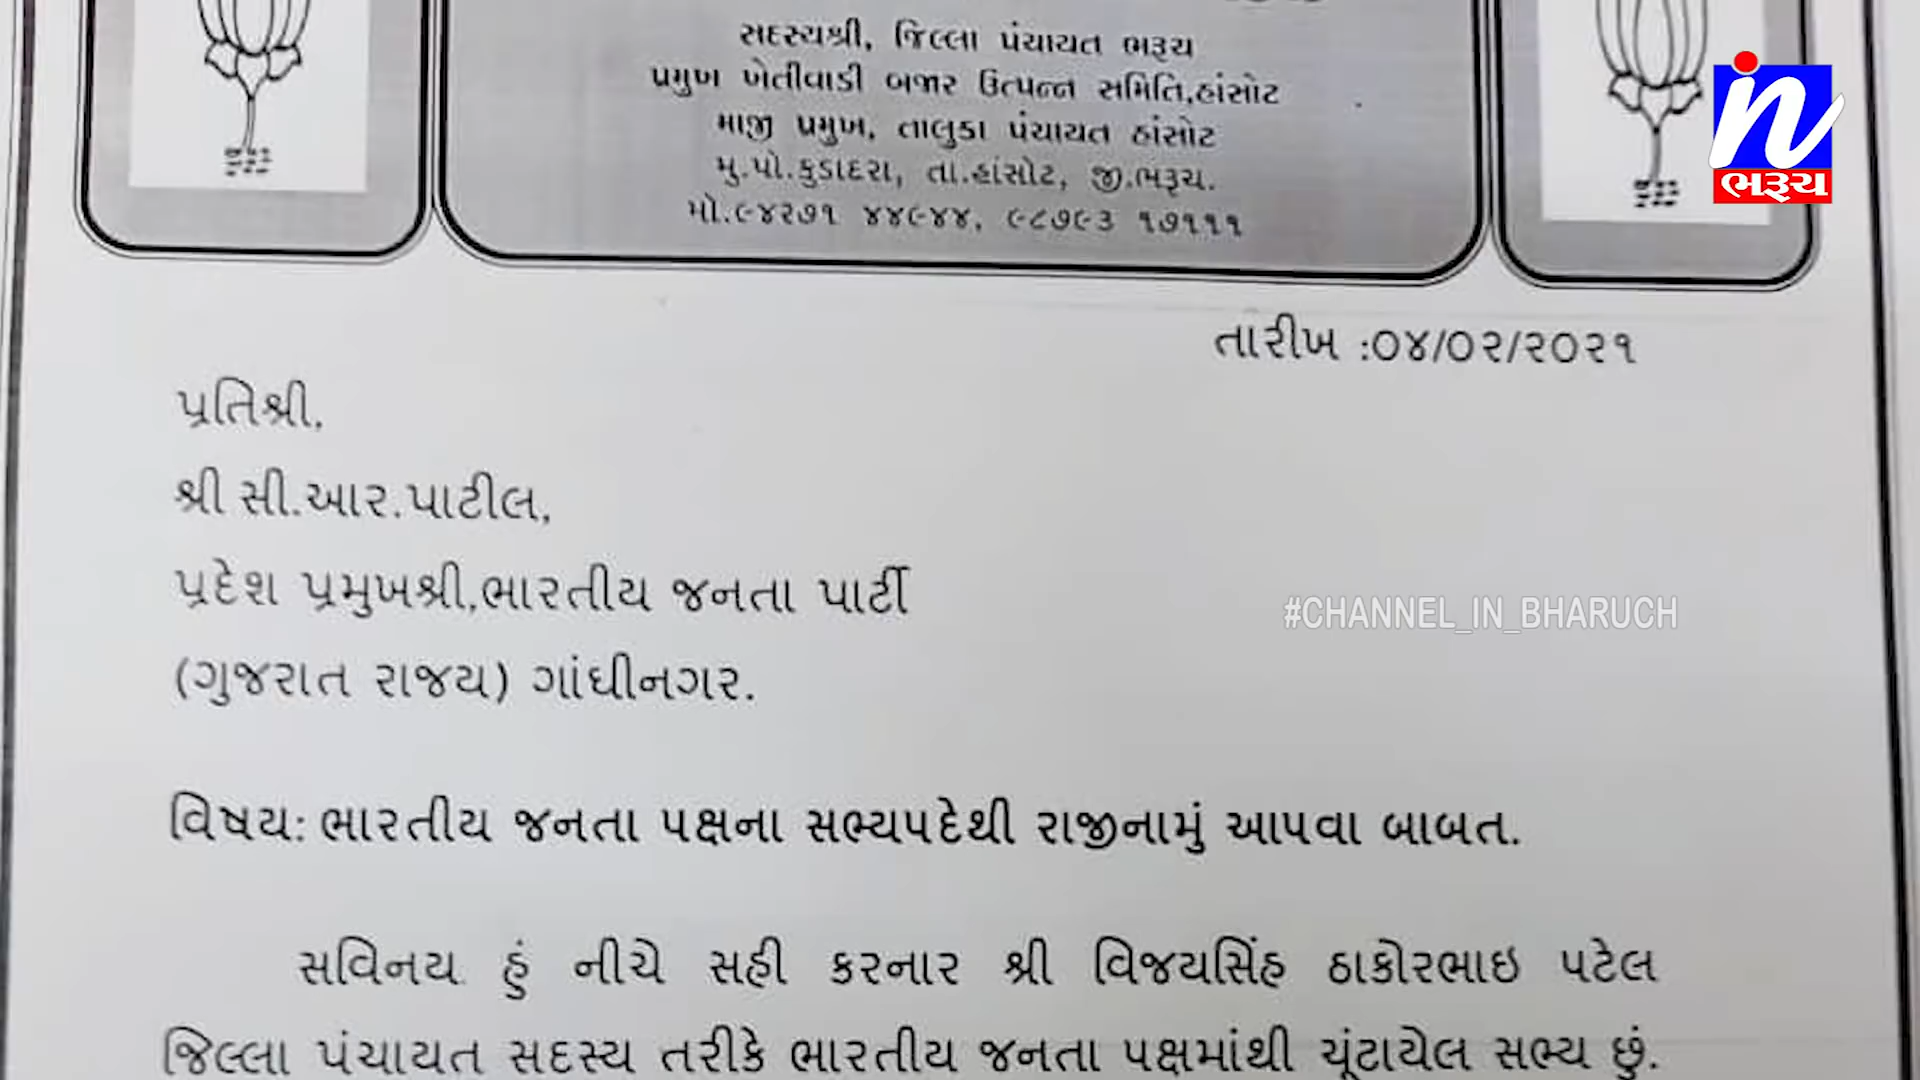 સદસ્યશ્રી, જિલ્લા પંચાયત ભરૂચ
પ્રમુખ ખેતીવાડી બજાર ઉત્પન્ન સમિતિ,હાંસોટ
માજી પ્રમુખ, તાલુકા પંચાયત હાંસોટ
મુ.પો.કુડાદરા, તા.હાંસોટ, જી.ભરૂચ.
મો.૯૪૨૭૧ ૪૪૯૪૪, ૯૮૭૯૩ ૧૭૧૧૧
in
ભરૂચ
તારીખ :૦૪/૦૨/૨૦૨૧
પ્રતિશ્રી,
શ્રી સી.આર.પાટીલ,
પ્રદેશ પ્રમુખશ્રી,ભારતીય જનતા પાર્ટી
#CHANNEL_IN_BHARUCH
(ગુજરાત રાજય) ગાંધીનગર.
વિષય: ભારતીય જનતા પક્ષના સભ્યપદેથી રાજીનામું આપવા બાબત.
સવિનય હું નીચે સહી કરનાર શ્રી વિજયસિંહ ઠાકોરભાઇ પટેલ
જિલ્લા પંચાયત સદસ્ય તરીકે ભારતીય જનતા પક્ષમાંથી ચૂંટાયેલ સભ્ય છું.